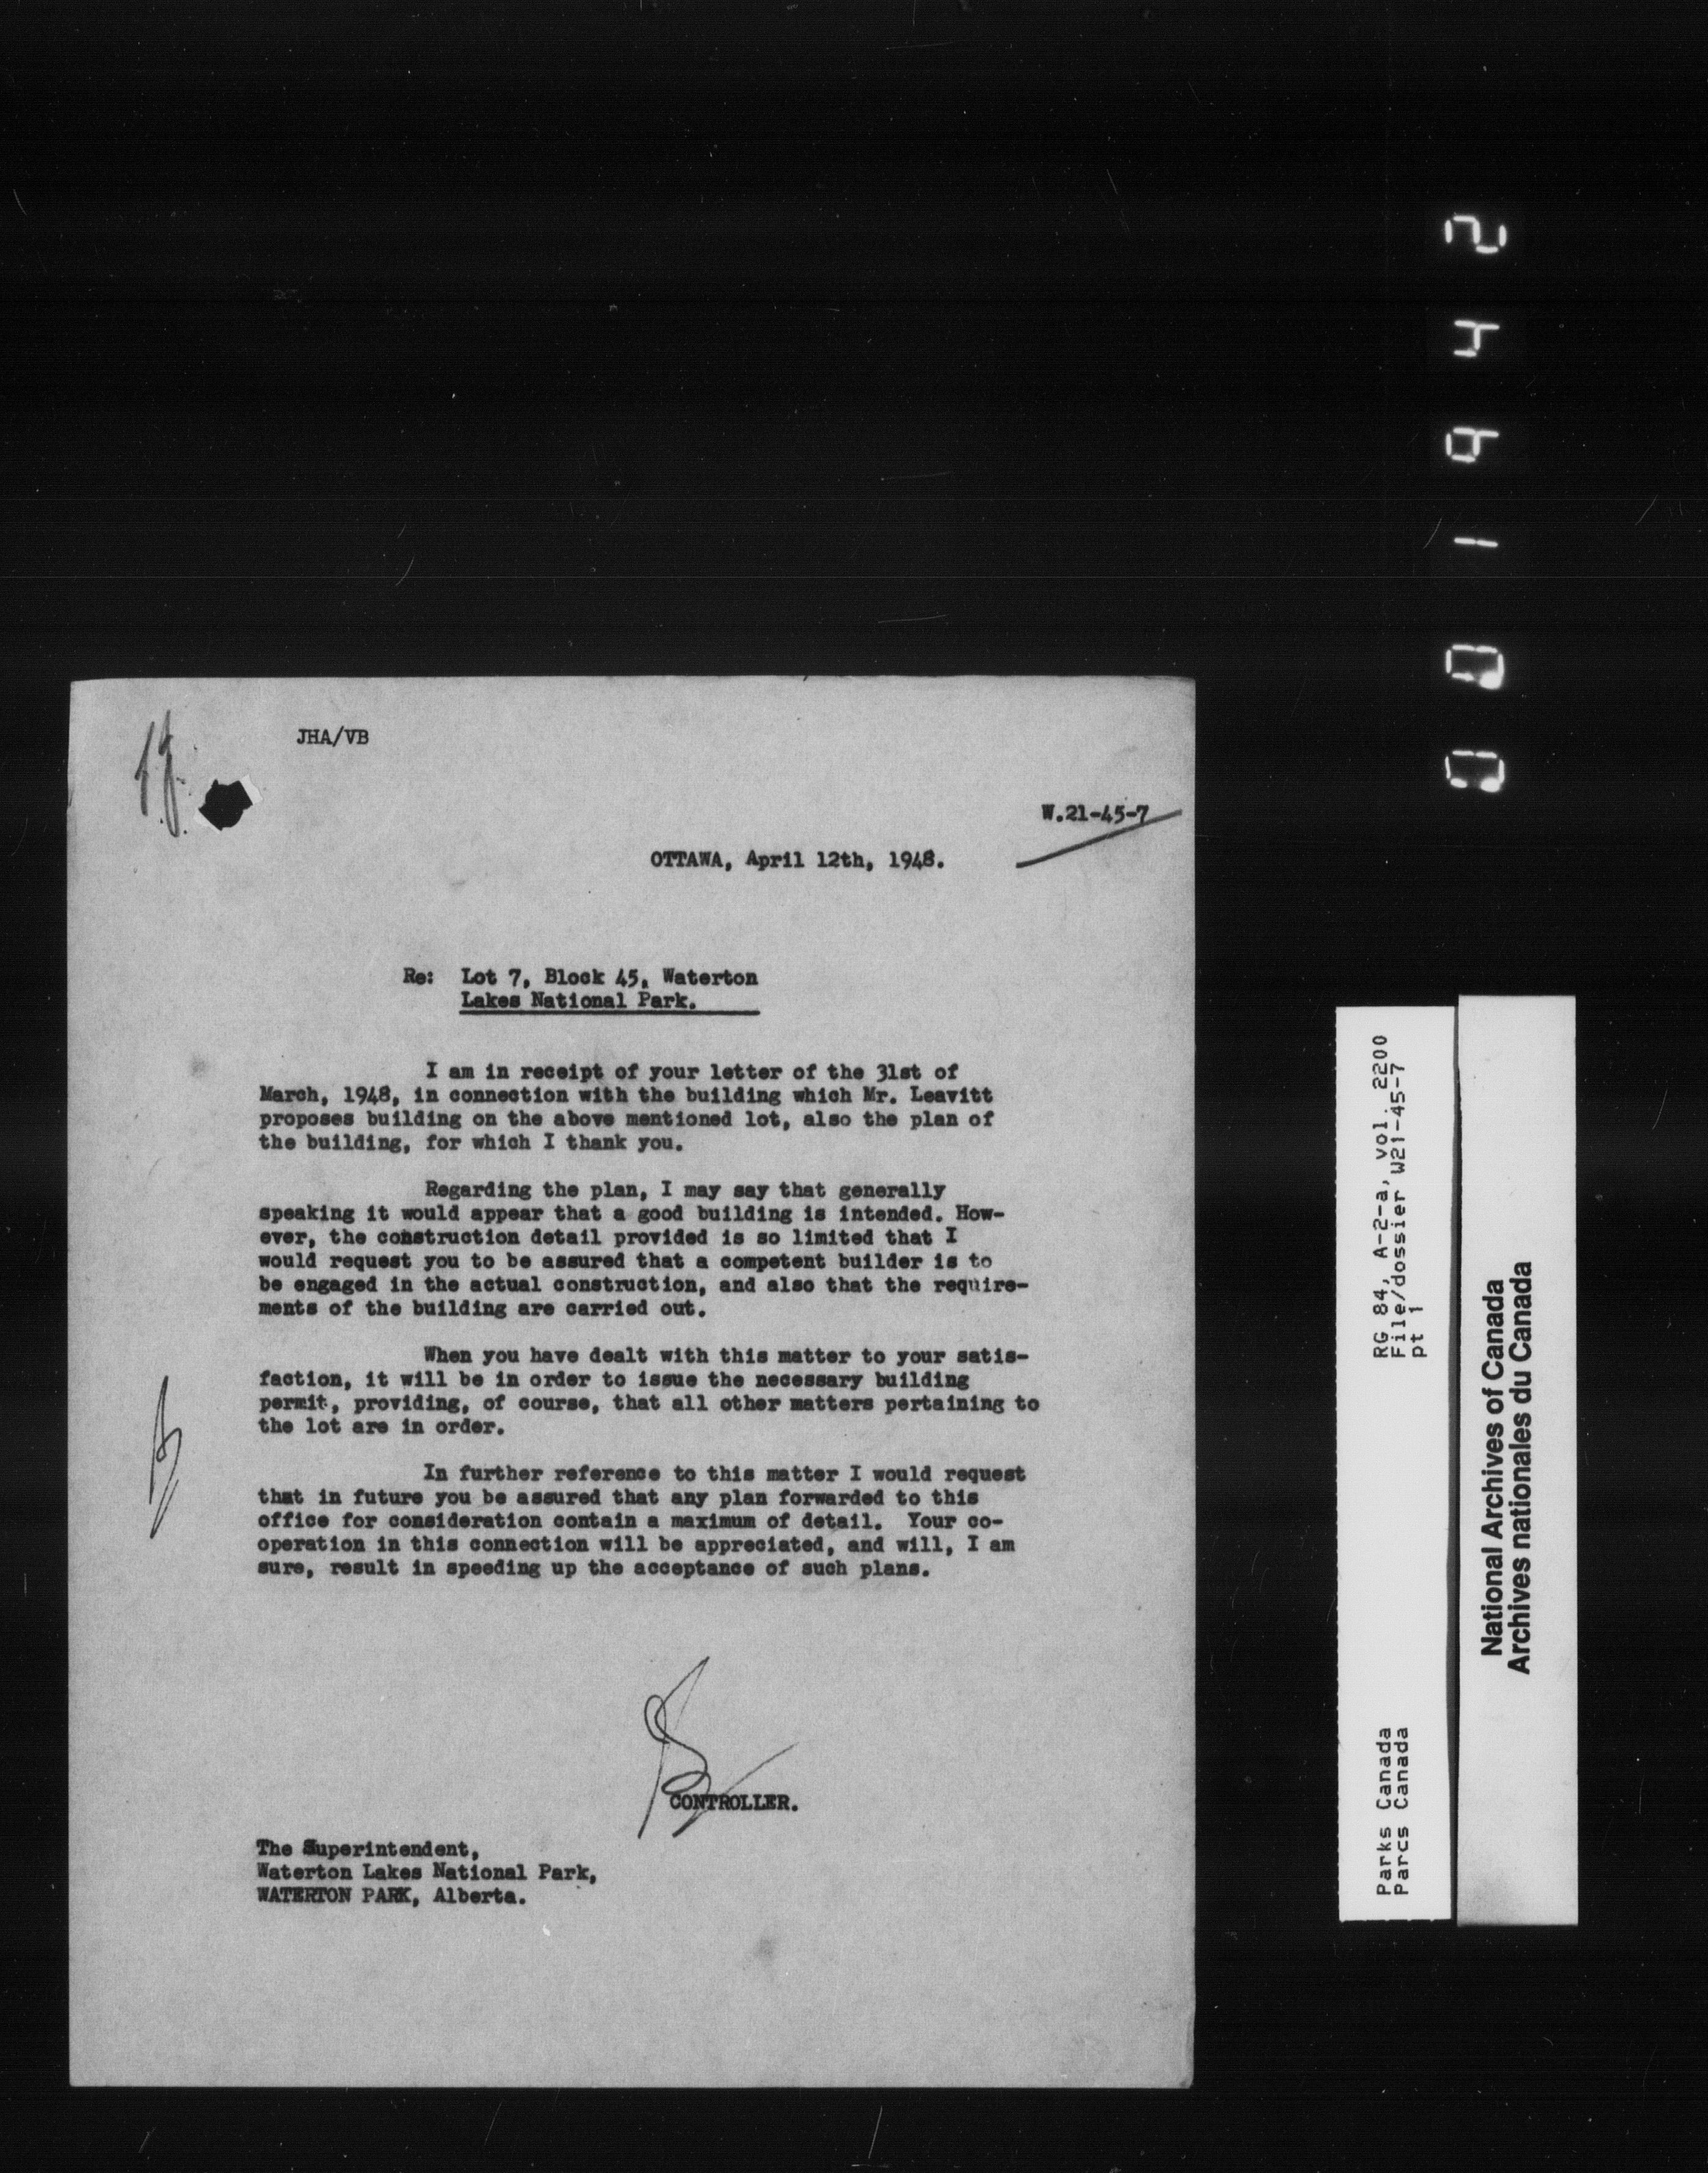 JHA/VB
W.21-45-7
OTTAWA, April 12th, 1948.
Re: Lot 7, Block 45, Waterton
Lakes National Park.
I am in receipt of your letter of the 31st of
March, 1948, in connection with the building which Mr. Leavitt
proposes building on the above mentioned lot, also the plan of
the building, for which I thank you.
Regarding the plan, I may say that generally
speaking it would appear that a good building is intended. How-
ever, the construction detail provided is so limited that I
would request you to be assured that a competent builder is to
be engaged in the actual construction, and also that the require-
ments of the building are carried out.
When you have dealt with this matter to your satis-
faction, it will be in order to issue the necessary building
permit, providing, of course, that all other matters pertaining to
the lot are in order.
In further reference to this matter I would request
that in future you be assured that any plan forwarded to this
office for consideration contain a maximum of detail. Your co-
operation in this connection will be appreciated, and will, I am
sure, result in speeding up the acceptance of such plans.
CONTROLLER.
The Superintendent,
Waterton Lakes National Park,
WATERTON PARK, Alberta.
001942
Parks Canada RG 84, A-2-a, vol. 2200
Parcs Canada File/dossier W21-45-7
pt 1
National Archives of Canada
Archives nationales du Canada